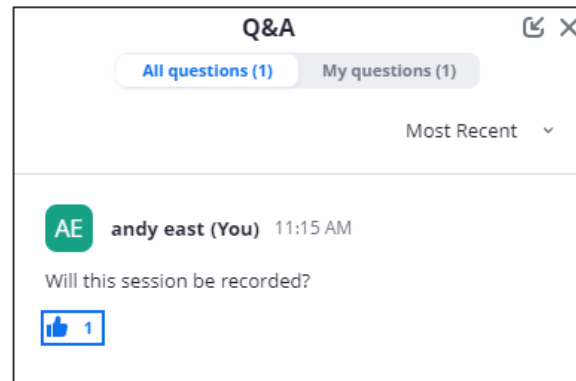 Q&A
All questions (1) My questions (1)
Most Recent
AE andy east (You) 11:15 AM
Will this session be recorded?
1